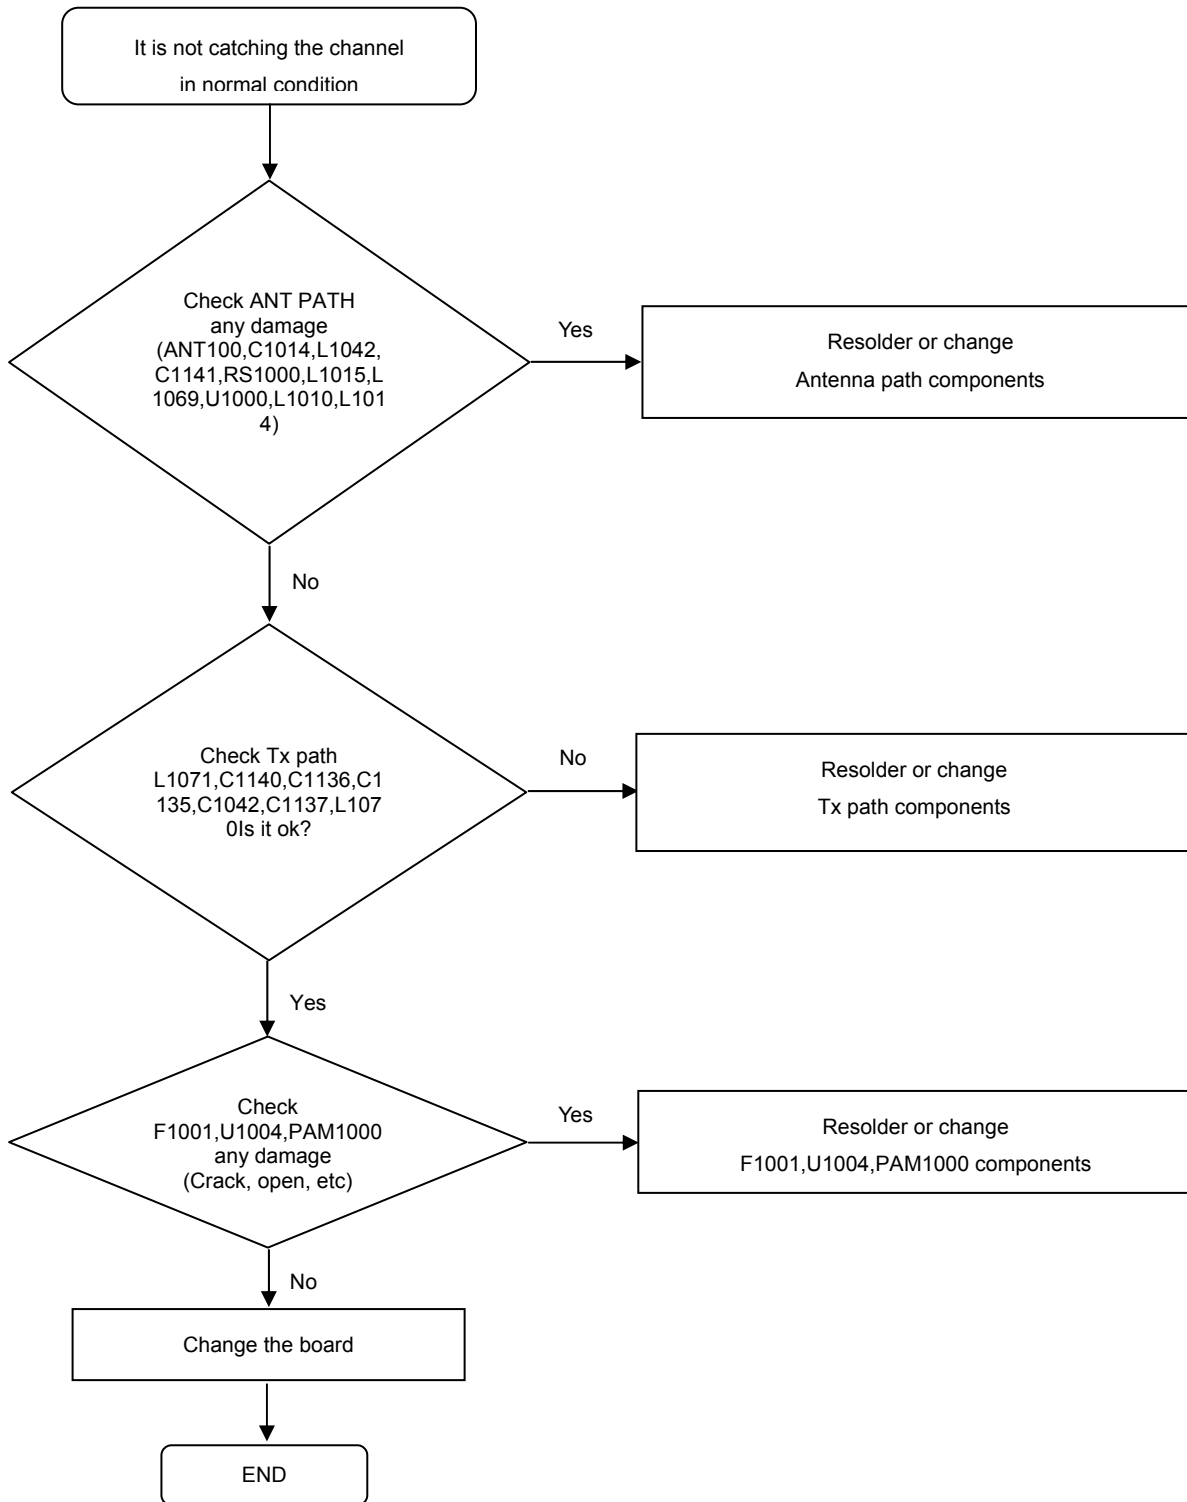 It is not catching the channel
in normal condition
Check ANT PATH
any damage
(ANT100,C1014,L1042,
C1141,RS1000,L1015,L
1069,U1000,L1010,L101
4)
Yes
Resolder or change
Antenna path components
No
Check Tx path
L1071,C1140,C1136,C1
135,C1042,C1137,L107
0Is it ok?
No
Resolder or change
Tx path components
Yes
Check
F1001,U1004,PAM1000
any damage
(Crack, open, etc)
Yes
Resolder or change
F1001,U1004,PAM1000 components
No
Change the board
END